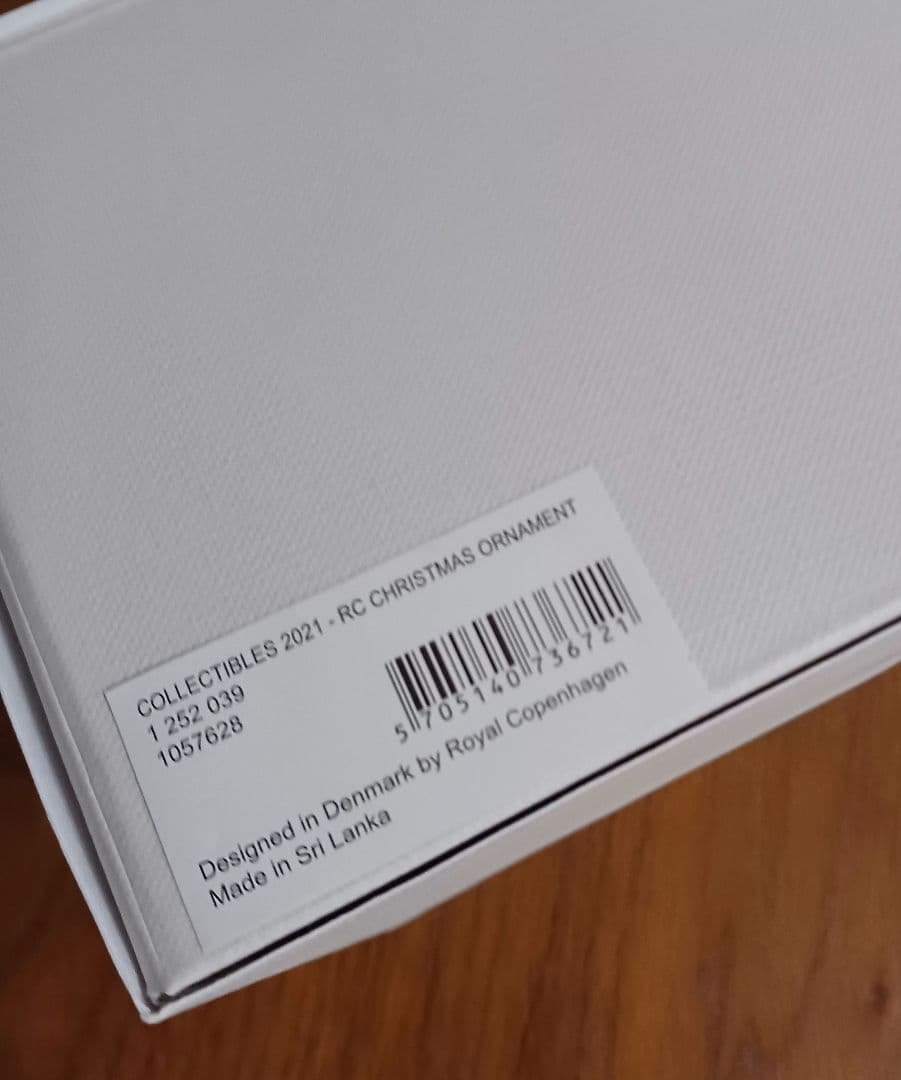 COLLECTIBLES 2021 - RC CHRISTMAS ORNAMENT
1 252 039
1057628
5 705140 736721
Designed in Denmark by Royal Copenhagen
Made in Sri Lanka